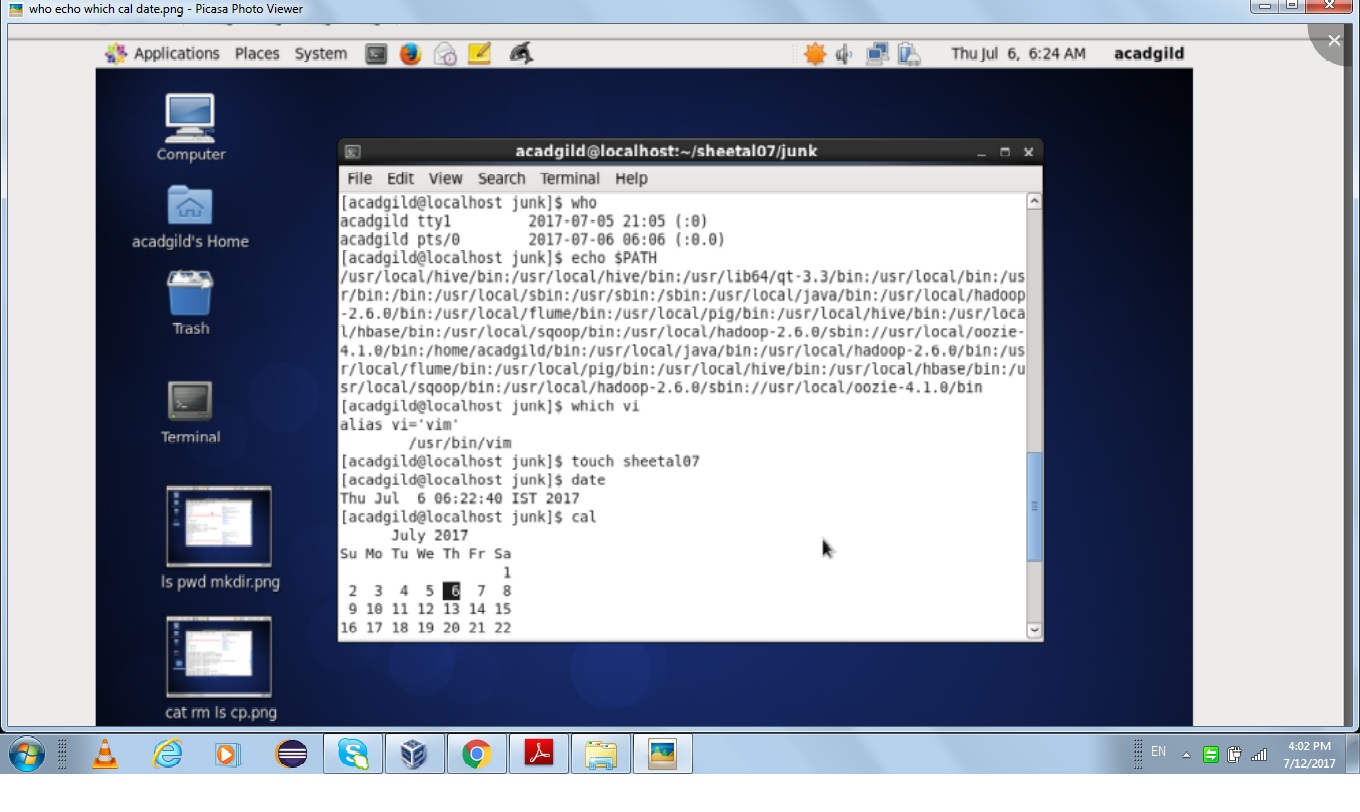 who echo which cal date.png - Picasa Photo Viewer
Applications Places System Thu Jul 6, 6:24 AM acadgild
Computer
acadgild's Home
Trash
Terminal
ls pwd mkdir.png
cat rm ls cp.png
acadgild@localhost:~/sheetal07/junk
File Edit View Search Terminal Help
[acadgild@localhost junk]$ who
acadgild tty1         2017-07-05 21:05 (:0)
acadgild pts/0        2017-07-06 06:06 (:0.0)
[acadgild@localhost junk]$ echo $PATH
/usr/local/hive/bin:/usr/local/hive/bin:/usr/lib64/qt-3.3/bin:/usr/local/bin:/us
r/bin:/bin:/usr/local/sbin:/usr/sbin:/sbin:/usr/local/java/bin:/usr/local/hadoop
-2.6.0/bin:/usr/local/flume/bin:/usr/local/pig/bin:/usr/local/hive/bin:/usr/loca
l/hbase/bin:/usr/local/sqoop/bin:/usr/local/hadoop-2.6.0/sbin://usr/local/oozie-
4.1.0/bin:/home/acadgild/bin:/usr/local/java/bin:/usr/local/hadoop-2.6.0/bin:/us
r/local/flume/bin:/usr/local/pig/bin:/usr/local/hive/bin:/usr/local/hbase/bin:/u
sr/local/sqoop/bin:/usr/local/hadoop-2.6.0/sbin://usr/local/oozie-4.1.0/bin
[acadgild@localhost junk]$ which vi
alias vi='vim'
        /usr/bin/vim
[acadgild@localhost junk]$ touch sheetal07
[acadgild@localhost junk]$ date
Thu Jul  6 06:22:40 IST 2017
[acadgild@localhost junk]$ cal
      July 2017
Su Mo Tu We Th Fr Sa
                   1
 2  3  4  5  6  7  8
 9 10 11 12 13 14 15
16 17 18 19 20 21 22
EN
4:02 PM
7/12/2017